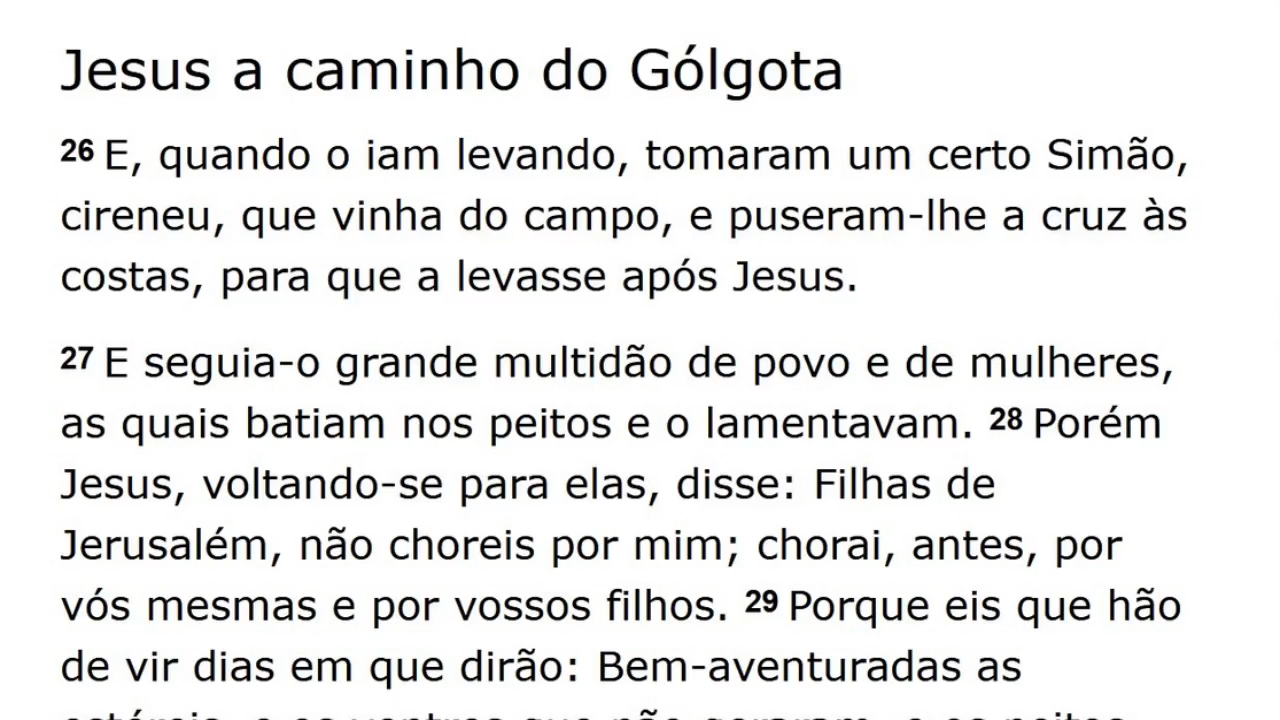 Jesus a caminho do Gólgota
26 E, quando o iam levando, tomaram um certo Simão,
cireneu, que vinha do campo, e puseram-lhe a cruz às
costas, para que a levasse após Jesus.
27 E seguia-o grande multidão de povo e de mulheres,
as quais batiam nos peitos e o lamentavam. 28 Porém
Jesus, voltando-se para elas, disse: Filhas de
Jerusalém, não choreis por mim; chorai, antes, por
vós mesmas e por vossos filhos. 29 Porque eis que hão
de vir dias em que dirão: Bem-aventuradas as